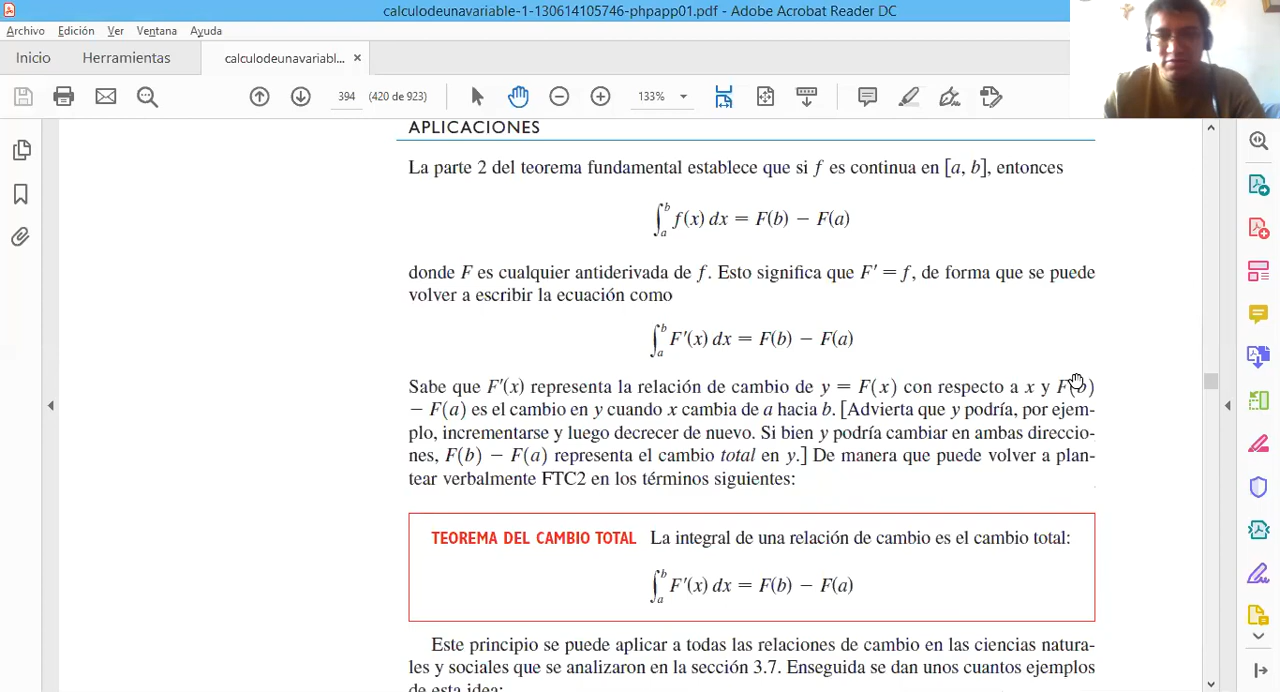 calculodeunavariable-1-130614105746-phpapp01.pdf - Adobe Acrobat Reader DC
Archivo Edición Ver Ventana Ayuda
Inicio Herramientas calculodeunavariabl... ×
394 (420 de 923) 133%
APLICACIONES
La parte 2 del teorema fundamental establece que si f es continua en [a, b], entonces
∫_a^b f(x) dx = F(b) − F(a)
donde F es cualquier antiderivada de f. Esto significa que F′ = f, de forma que se puede
volver a escribir la ecuación como
∫_a^b F′(x) dx = F(b) − F(a)
Sabe que F′(x) representa la relación de cambio de y = F(x) con respecto a x y F(b)
− F(a) es el cambio en y cuando x cambia de a hacia b. [Advierta que y podría, por ejem-
plo, incrementarse y luego decrecer de nuevo. Si bien y podría cambiar en ambas direccio-
nes, F(b) − F(a) representa el cambio total en y.] De manera que puede volver a plan-
tear verbalmente FTC2 en los términos siguientes:
TEOREMA DEL CAMBIO TOTAL La integral de una relación de cambio es el cambio total:
∫_a^b F′(x) dx = F(b) − F(a)
Este principio se puede aplicar a todas las relaciones de cambio en las ciencias natura-
les y sociales que se analizaron en la sección 3.7. Enseguida se dan unos cuantos ejemplos
de esta idea: